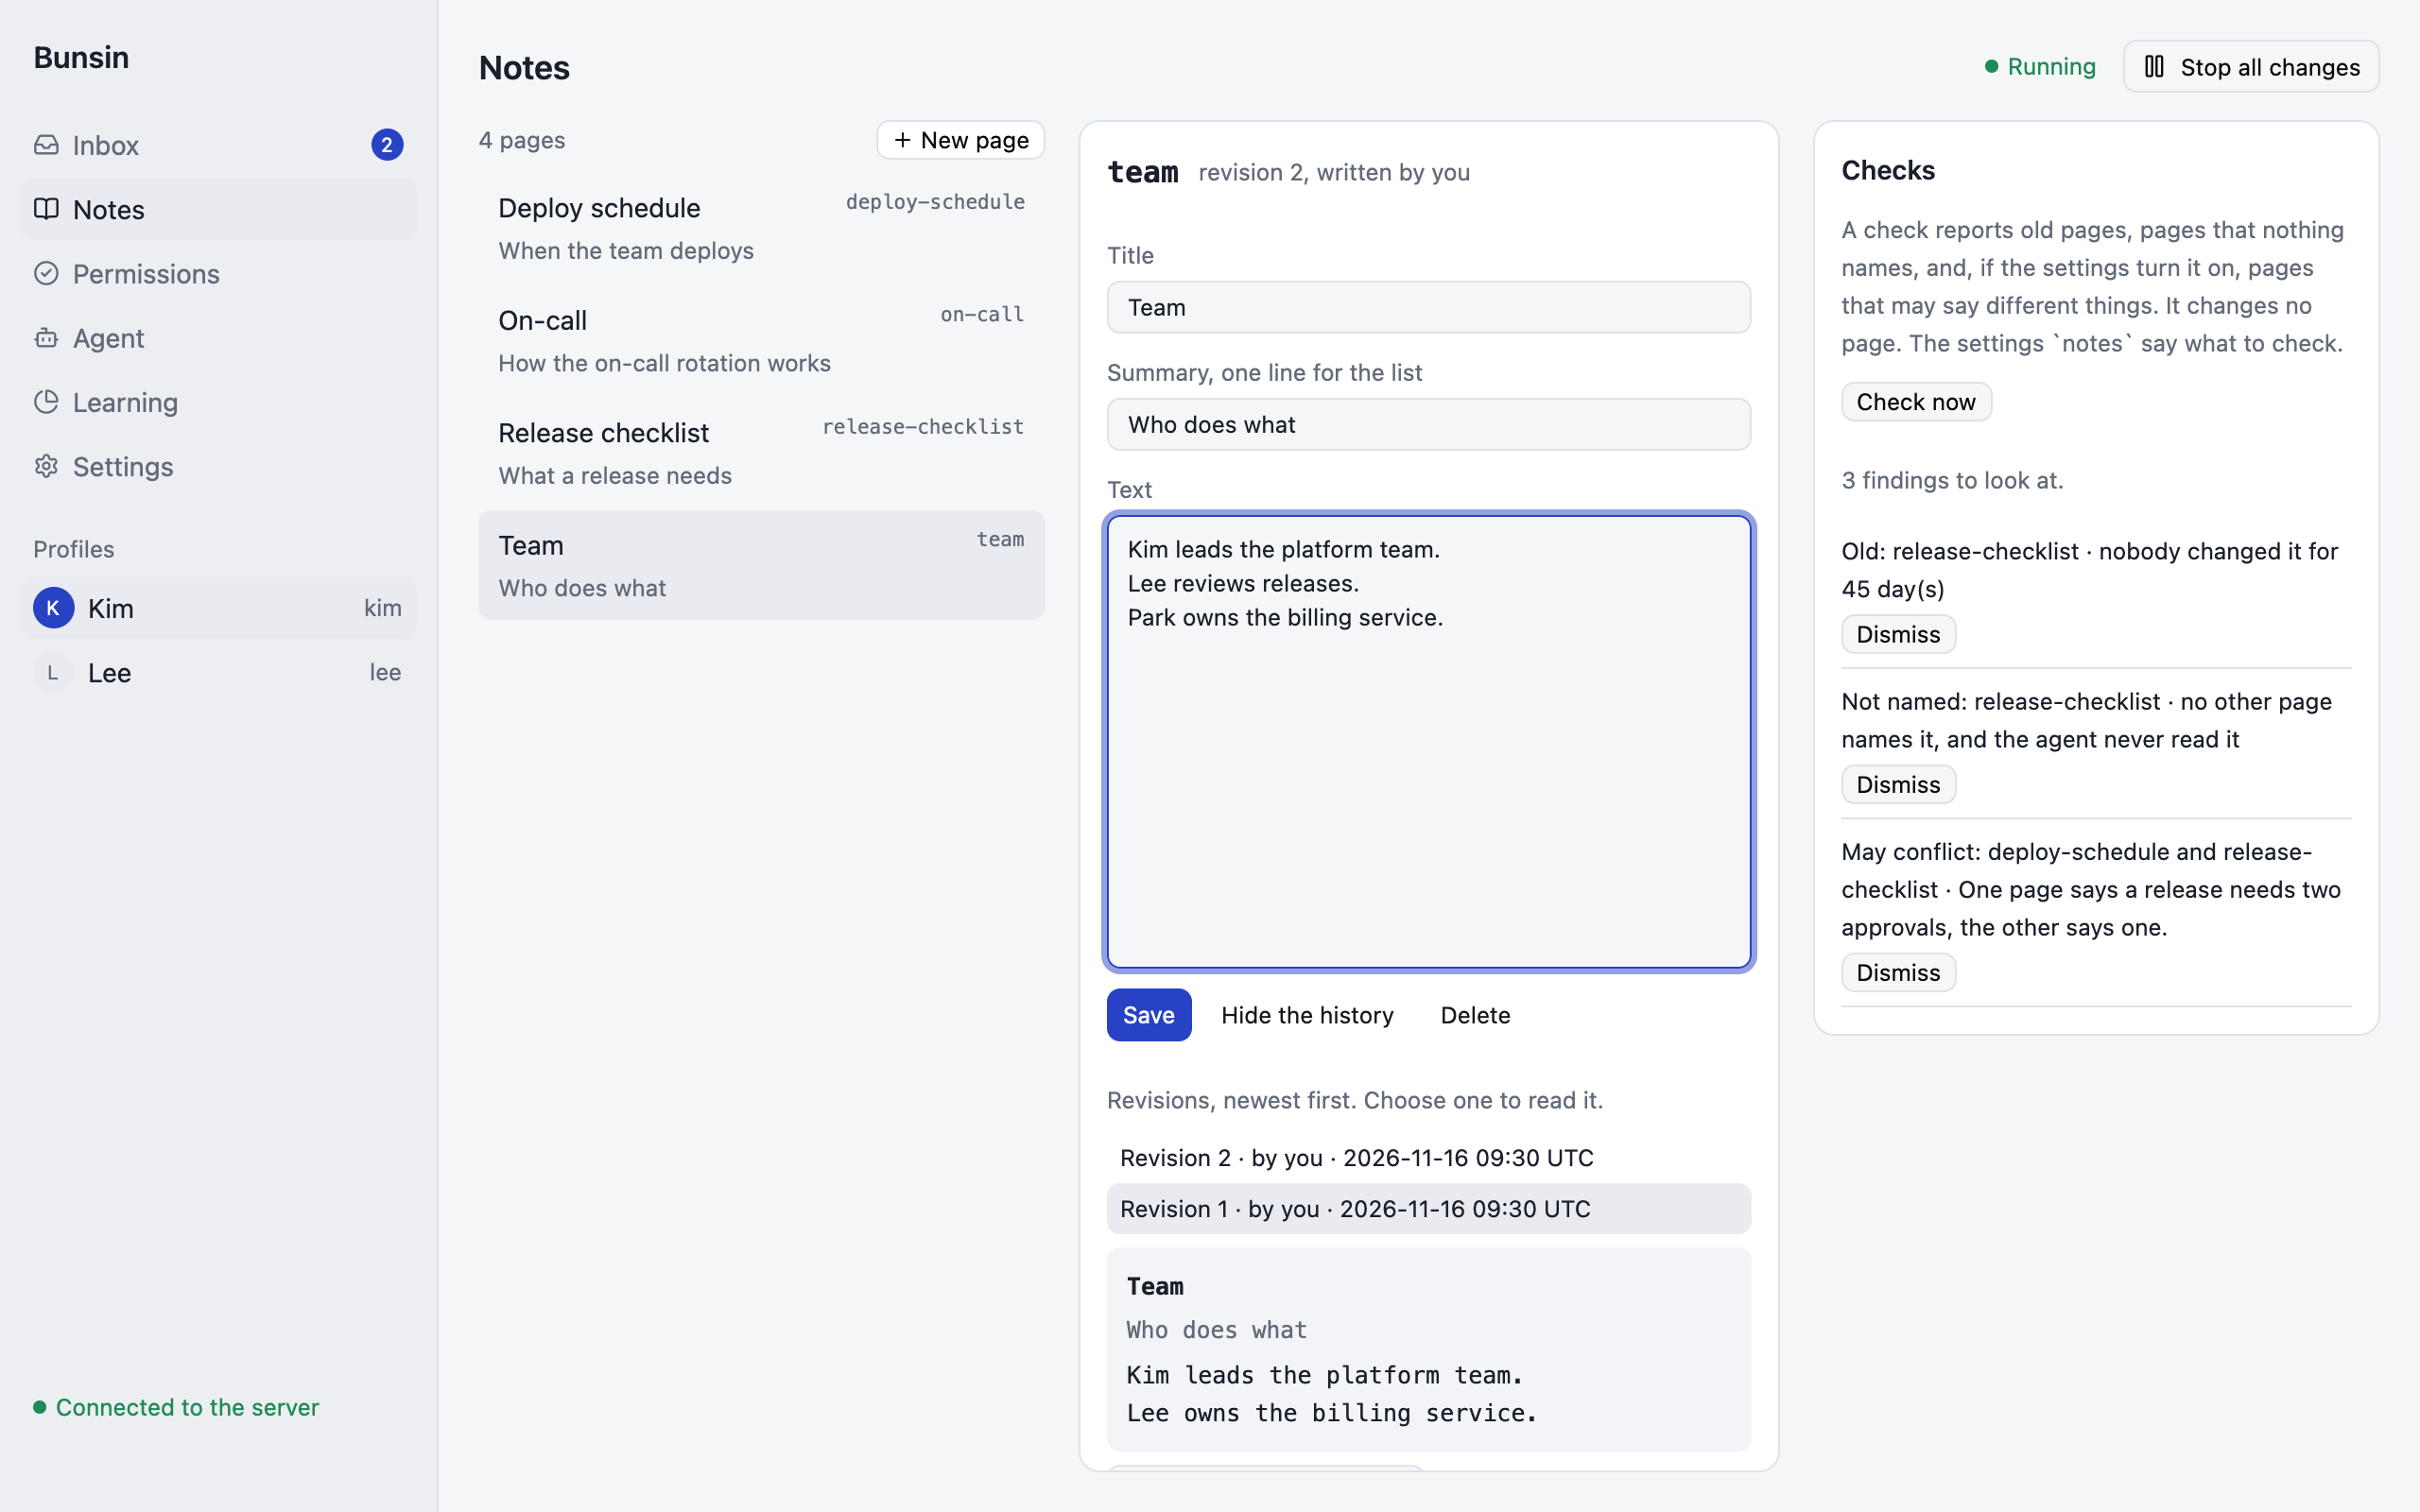 Bunsin
Inbox
2
Notes
Permissions
Agent
Learning
Settings
Profiles
K
Kim
kim
L
Lee
lee
Connected to the server
Notes
Running
Stop all changes
4 pages
+ New page
Deploy schedule
deploy-schedule
When the team deploys
On-call
on-call
How the on-call rotation works
Release checklist
release-checklist
What a release needs
Team
team
Who does what
team
revision 2, written by you
Title
Team
Summary, one line for the list
Who does what
Text
Kim leads the platform team.
Lee reviews releases.
Park owns the billing service.
Save
Hide the history
Delete
Revisions, newest first. Choose one to read it.
Revision 2 · by you · 2026-11-16 09:30 UTC
Revision 1 · by you · 2026-11-16 09:30 UTC
Team
Who does what
Kim leads the platform team.
Lee owns the billing service.
Checks
A check reports old pages, pages that nothing
names, and, if the settings turn it on, pages
that may say different things. It changes no
page. The settings `notes` say what to check.
Check now
3 findings to look at.
Old: release-checklist · nobody changed it for
45 day(s)
Dismiss
Not named: release-checklist · no other page
names it, and the agent never read it
Dismiss
May conflict: deploy-schedule and release-
checklist · One page says a release needs two
approvals, the other says one.
Dismiss